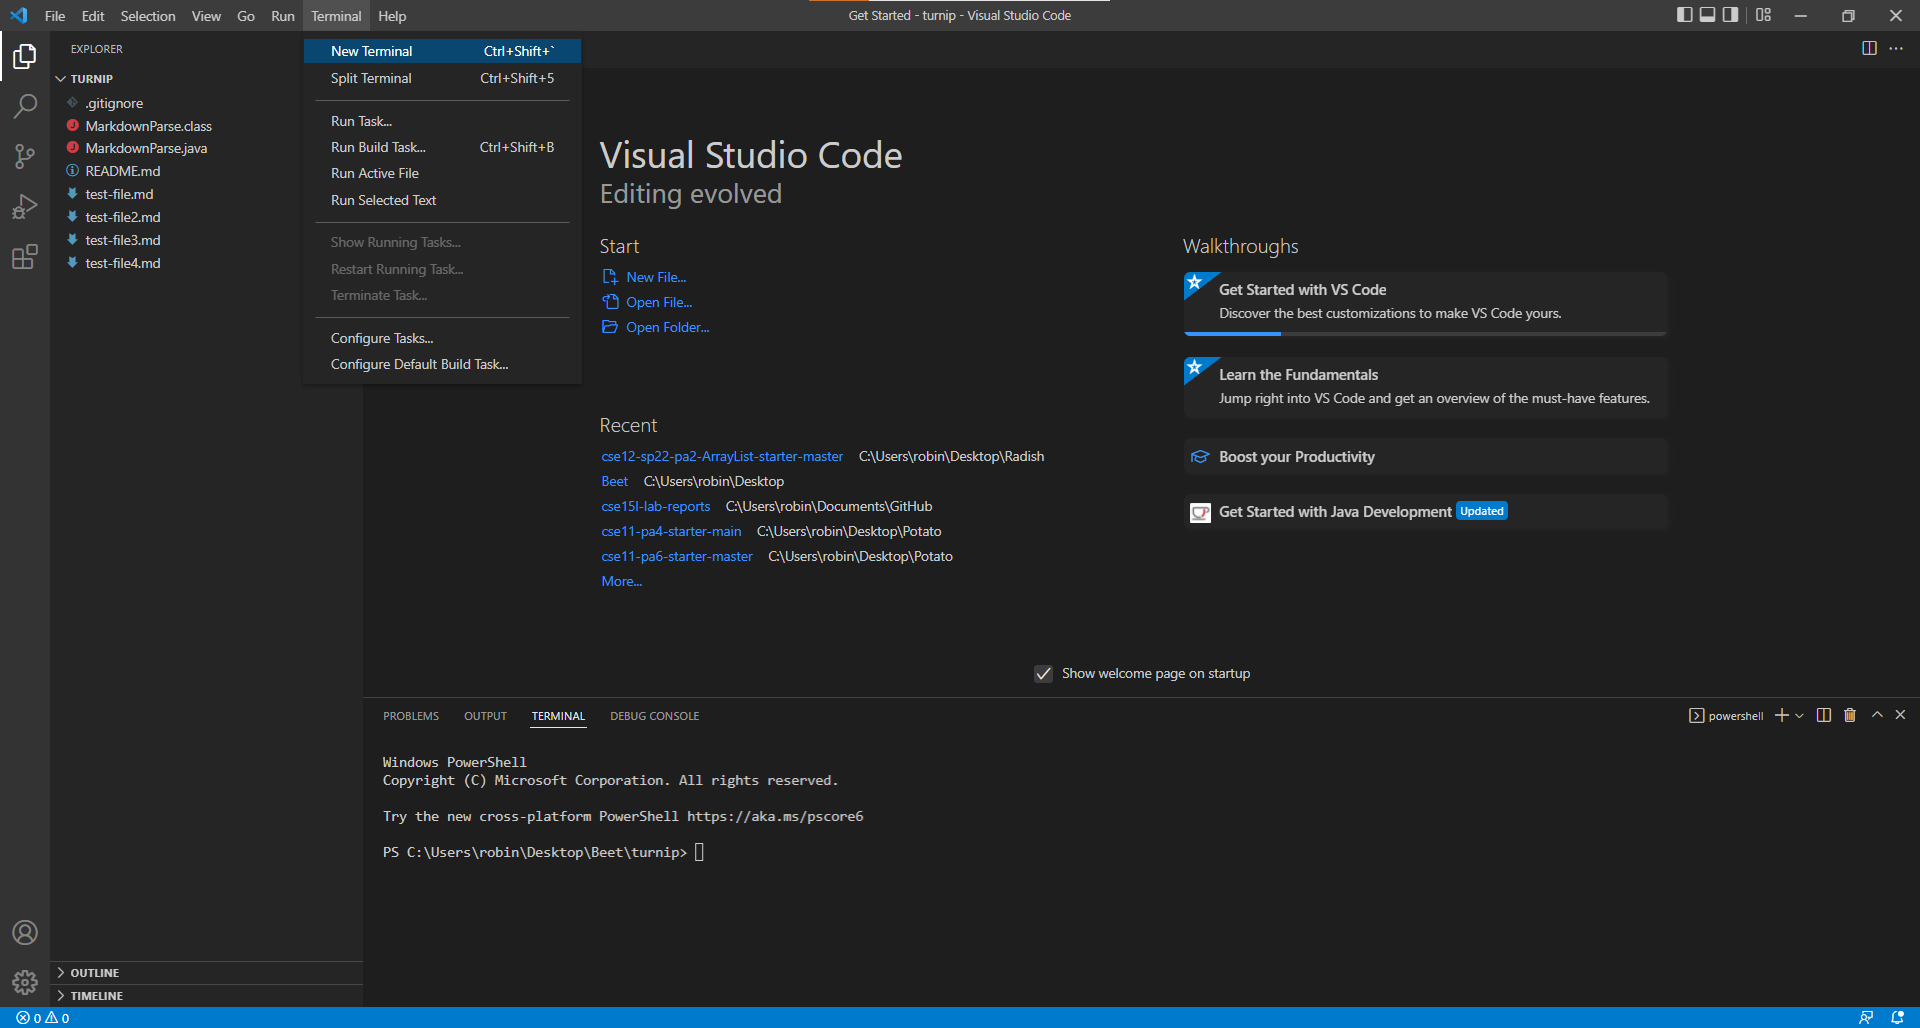 File Edit Selection View Go Run Terminal Help
Get Started - turnip - Visual Studio Code
EXPLORER
TURNIP
.gitignore
MarkdownParse.class
MarkdownParse.java
README.md
test-file.md
test-file2.md
test-file3.md
test-file4.md
OUTLINE
TIMELINE
New Terminal Ctrl+Shift+`
Split Terminal Ctrl+Shift+5
Run Task...
Run Build Task... Ctrl+Shift+B
Run Active File
Run Selected Text
Show Running Tasks...
Restart Running Task...
Terminate Task...
Configure Tasks...
Configure Default Build Task...
Visual Studio Code
Editing evolved
Start
New File...
Open File...
Open Folder...
Recent
cse12-sp22-pa2-ArrayList-starter-master C:\Users\robin\Desktop\Radish
Beet C:\Users\robin\Desktop
cse15l-lab-reports C:\Users\robin\Documents\GitHub
cse11-pa4-starter-main C:\Users\robin\Desktop\Potato
cse11-pa6-starter-master C:\Users\robin\Desktop\Potato
More...
Walkthroughs
Get Started with VS Code
Discover the best customizations to make VS Code yours.
Learn the Fundamentals
Jump right into VS Code and get an overview of the must-have features.
Boost your Productivity
Get Started with Java Development Updated
Show welcome page on startup
PROBLEMS OUTPUT TERMINAL DEBUG CONSOLE
powershell
Windows PowerShell
Copyright (C) Microsoft Corporation. All rights reserved.
Try the new cross-platform PowerShell https://aka.ms/pscore6
PS C:\Users\robin\Desktop\Beet\turnip>
0 0